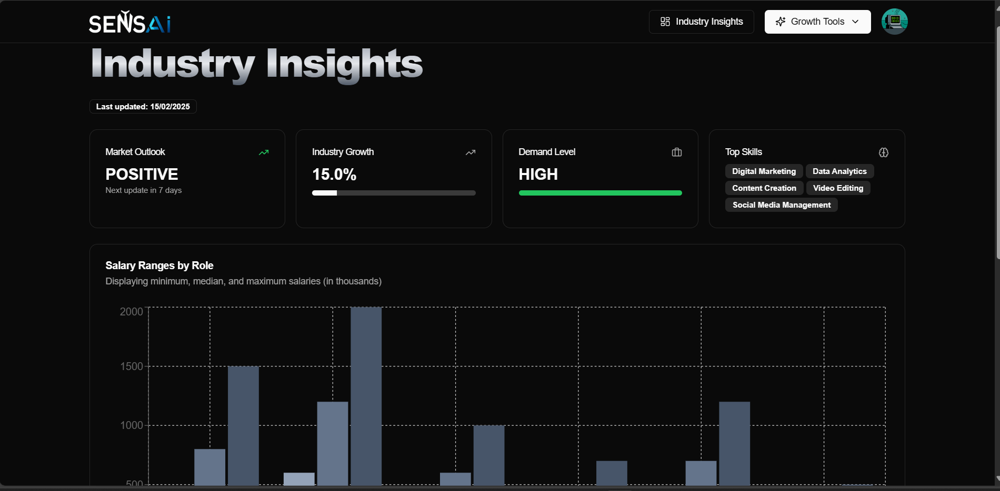 SENSAi
Industry Insights
Growth Tools
Industry Insights
Last updated: 15/02/2025
Market Outlook
POSITIVE
Next update in 7 days
Industry Growth
15.0%
Demand Level
HIGH
Top Skills
Digital Marketing
Data Analytics
Content Creation
Video Editing
Social Media Management
Salary Ranges by Role
Displaying minimum, median, and maximum salaries (in thousands)
2000
1500
1000
500